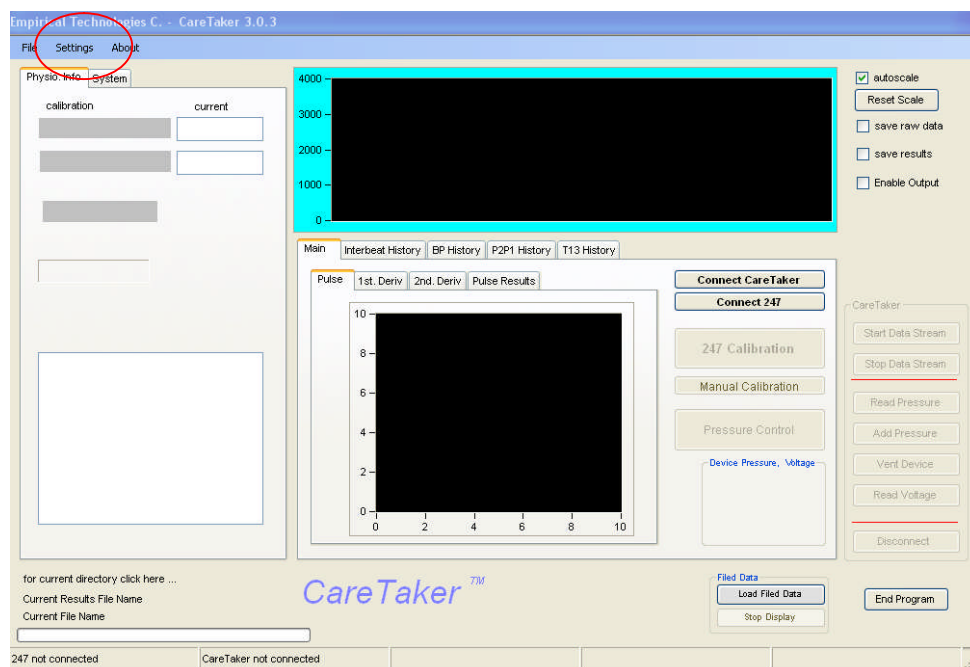 Empirical Technologies C. - CareTaker 3.0.3
File Settings About
Physio. Info System
calibration current
4000
3000
2000
1000
0
autoscale
Reset Scale
save raw data
save results
Enable Output
Main Interbeat History BP History P2P1 History T13 History
Pulse 1st. Deriv 2nd. Deriv Pulse Results
10
8
6
4
2
0
0 2 4 6 8 10
Connect CareTaker
Connect 247
247 Calibration
Manual Calibration
Pressure Control
Device Pressure, Voltage
CareTaker
Start Data Stream
Stop Data Stream
Read Pressure
Add Pressure
Vent Device
Read Voltage
Disconnect
for current directory click here ...
Current Results File Name
Current File Name
CareTaker TM
Filed Data
Load Filed Data
Stop Display
End Program
247 not connected CareTaker not connected